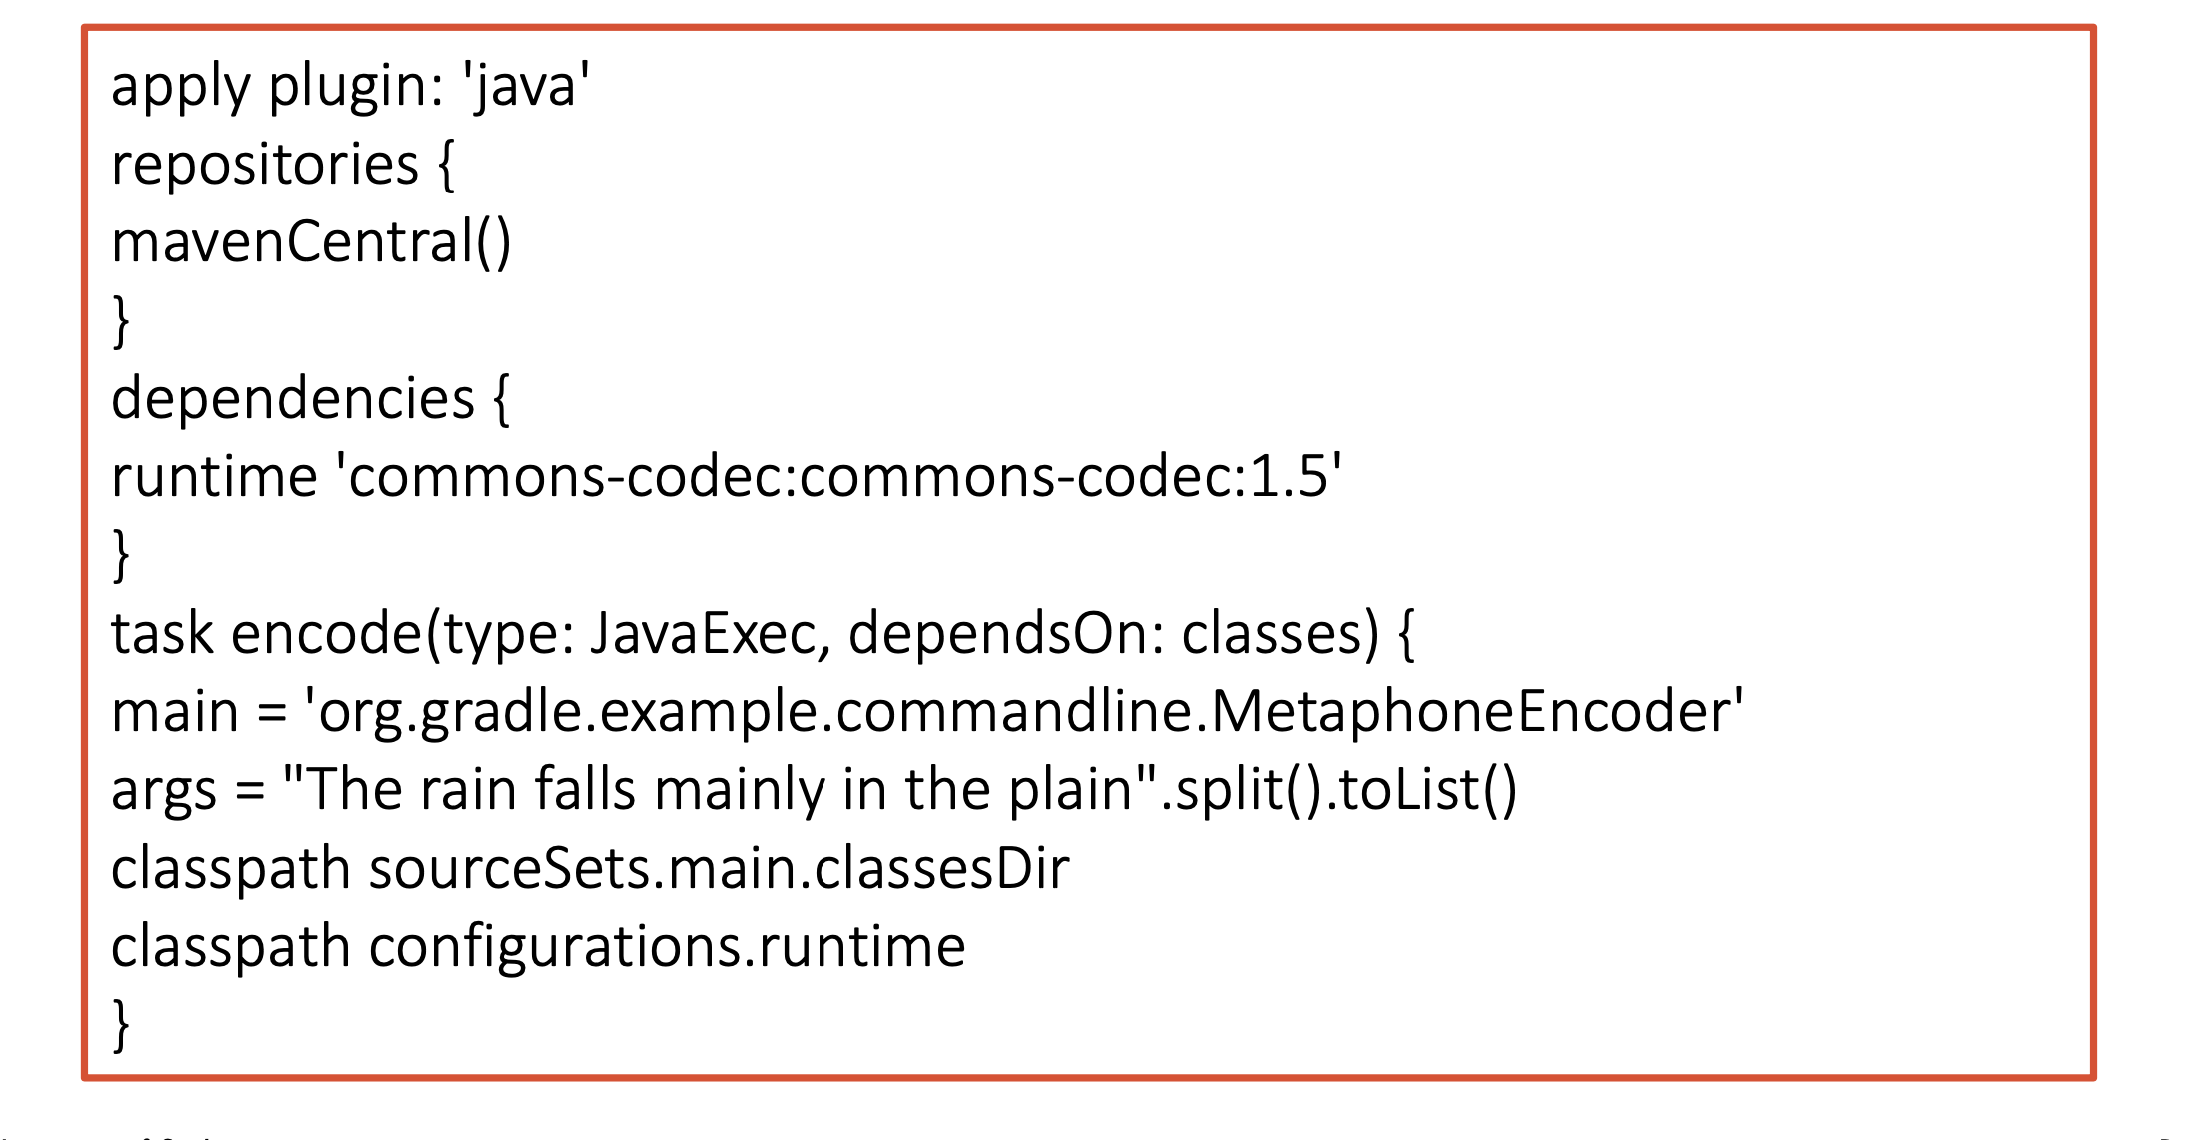 apply plugin: 'java'
repositories {
mavenCentral()
}
dependencies {
runtime 'commons-codec:commons-codec:1.5'
}
task encode(type: JavaExec, dependsOn: classes) {
main = 'org.gradle.example.commandline.MetaphoneEncoder'
args = "The rain falls mainly in the plain".split().toList()
classpath sourceSets.main.classesDir
classpath configurations.runtime
}